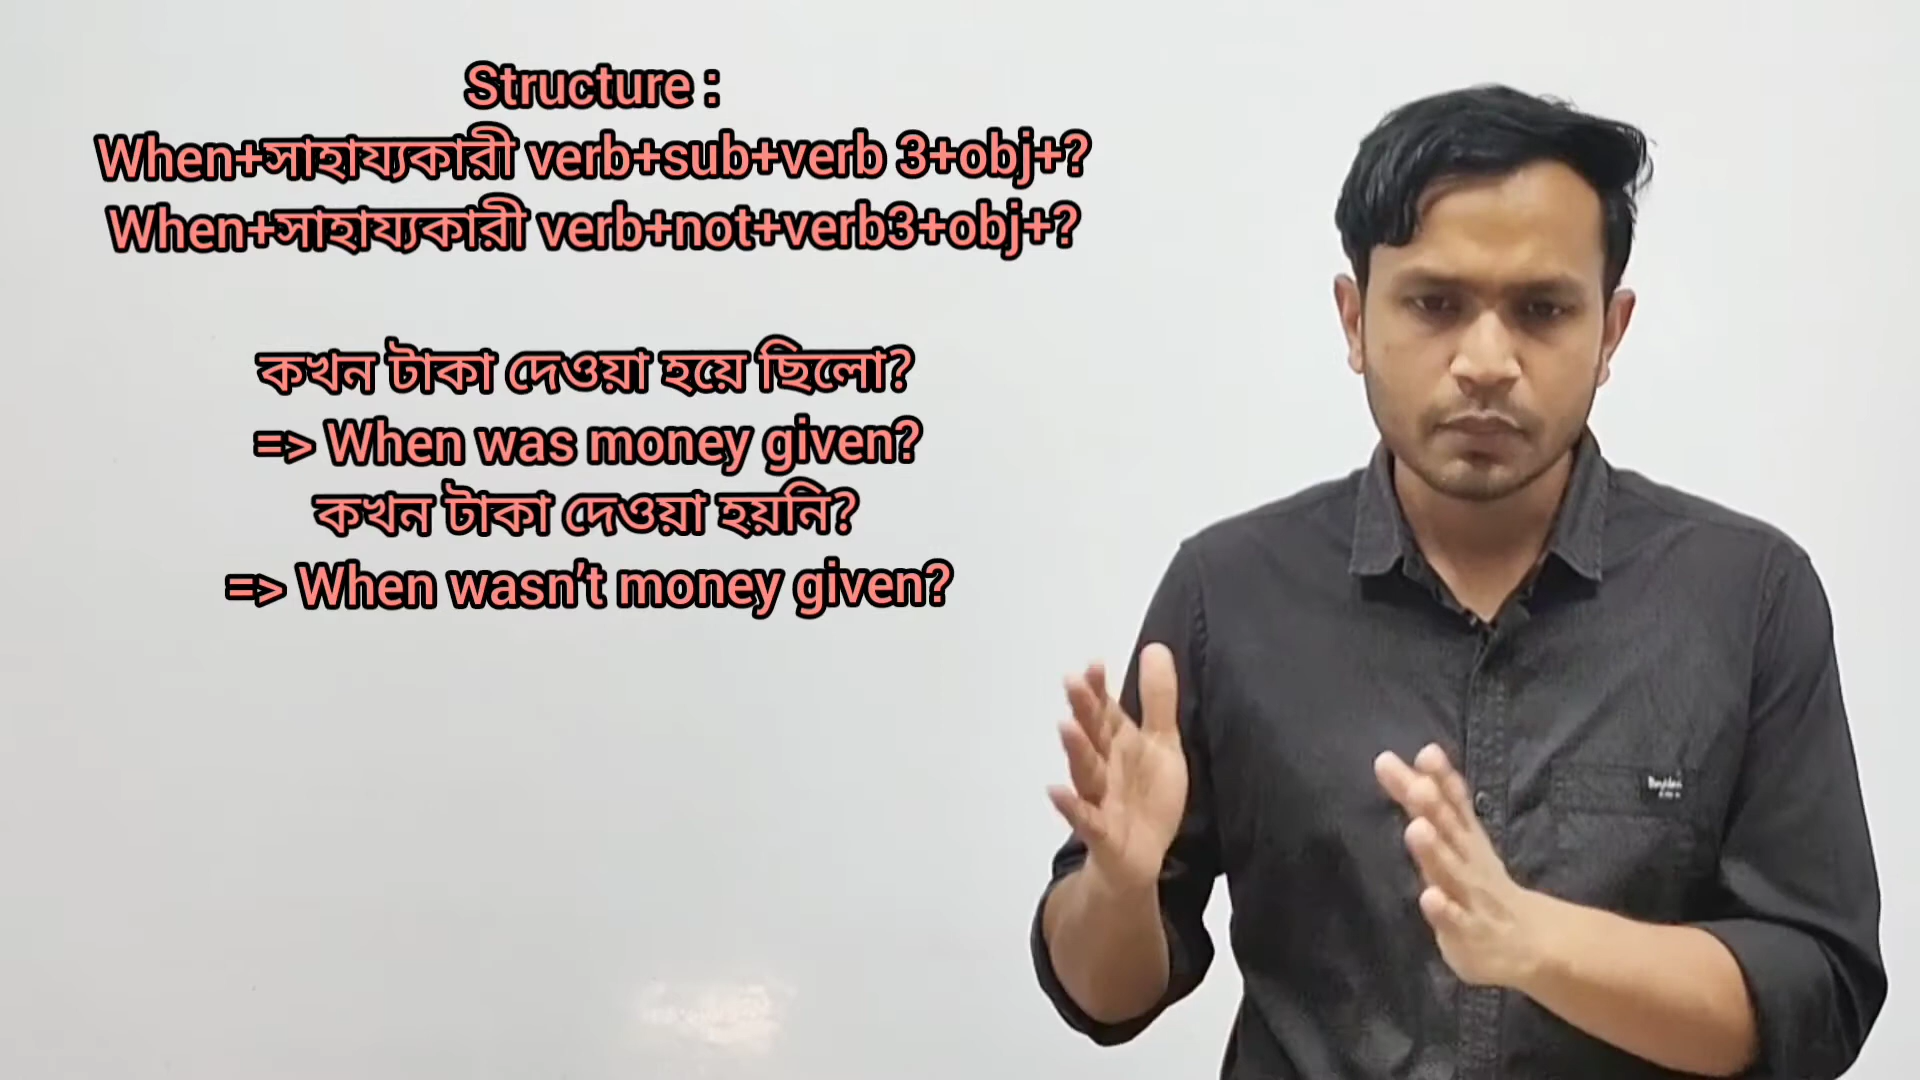 Structure :
When+সাহায্যকারী verb+sub+verb 3+obj+?
When+সাহায্যকারী verb+not+verb3+obj+?
কখন টাকা দেওয়া হয়ে ছিলো?
=> When was money given?
কখন টাকা দেওয়া হয়নি?
=> When wasn't money given?